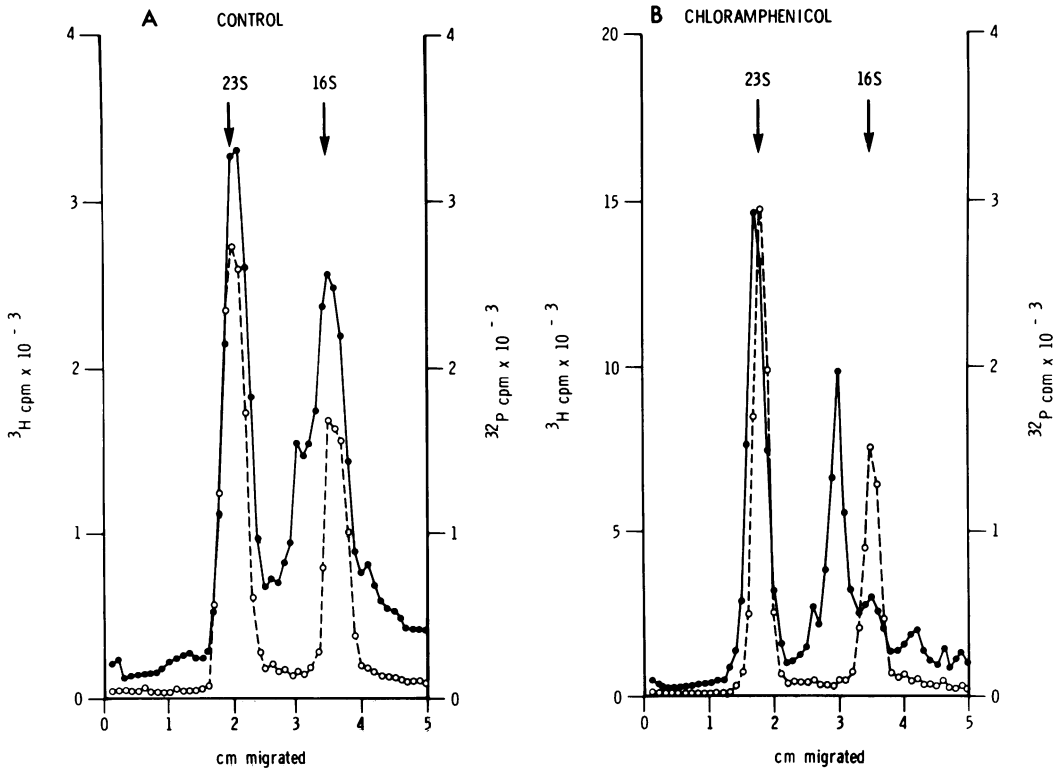 A CONTROL
23S 16S
4
3
2
1
0
4
3
2
1
0
³H cpm x 10⁻³
³²P cpm x 10⁻³
0 1 2 3 4 5
cm migrated
B CHLORAMPHENICOL
23S 16S
20
15
10
5
0
4
3
2
1
0
³H cpm x 10⁻³
³²P cpm x 10⁻³
0 1 2 3 4 5
cm migrated